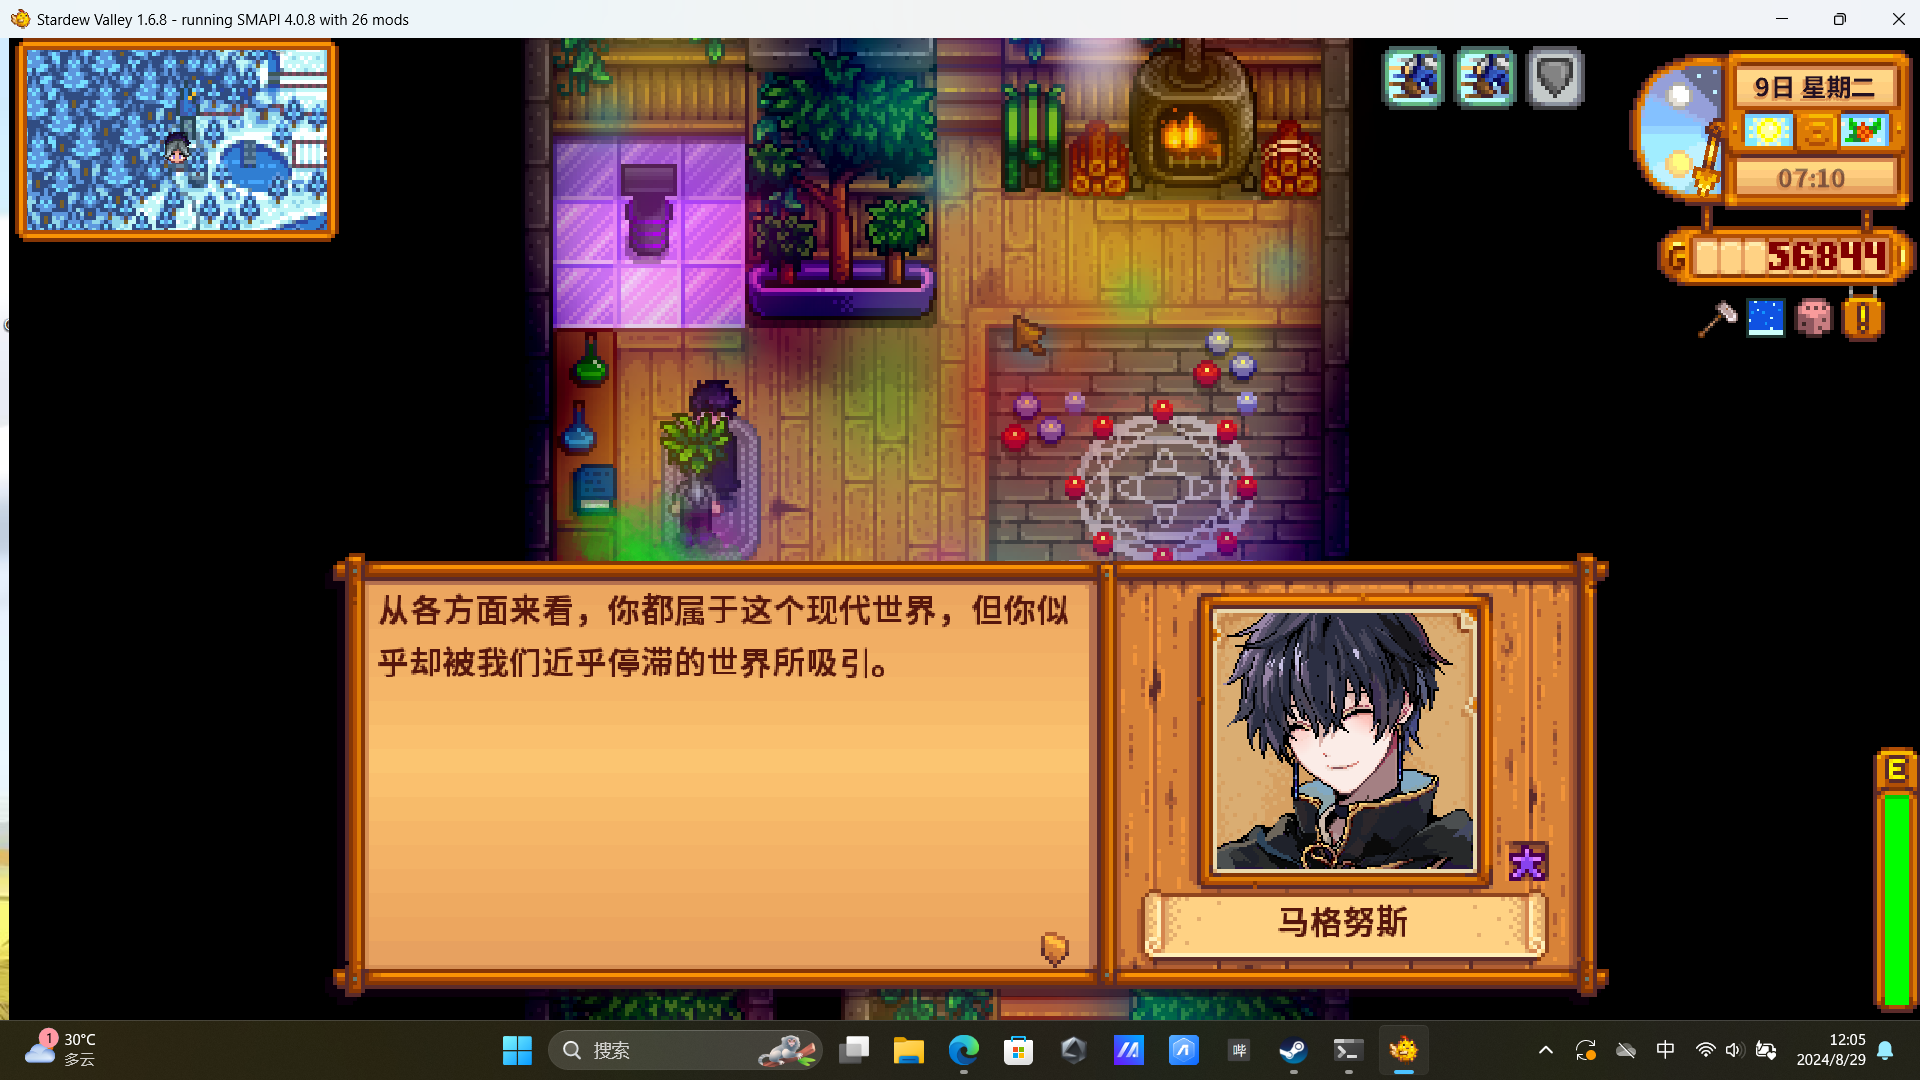 Stardew Valley 1.6.8 - running SMAPI 4.0.8 with 26 mods
9日 星期二
07:10
G 56844
从各方面来看，你都属于这个现代世界，但你似
乎却被我们近乎停滞的世界所吸引。
马格努斯
E
1
30°C
多云
搜索
哔
中
12:05
2024/8/29